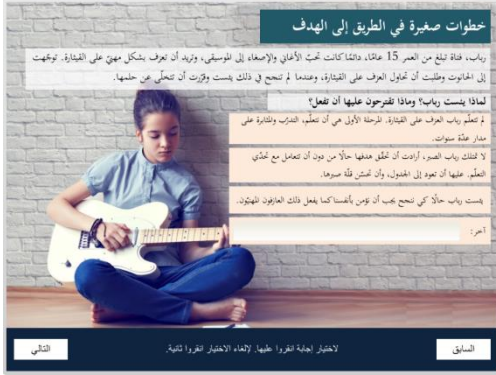 خطوات صغيرة في الطريق إلى الهدف
رباب، فتاة تبلغ من العمر 15 عامًا، دائمًا كانت تحبّ الأغاني والإصغاء إلى الموسيقى، وتريد أن تعزف بشكل مهنيّ على القيثارة. توجّهت
إلى الحانوت وطلبت أن تحاول العزف على القيثارة، وعندما لم تنجح في ذلك يئست وقرّرت أن تتخلّى عن حلمها.
لماذا يئست رباب؟ وماذا تقترحون عليها أن تفعل؟
لم تتعلّم رباب العزف على القيثارة. المرحلة الأولى هي أن تتعلّم، التدرّب والمثابرة على
مدار عدّة سنوات.
لا تمتلك رباب الصبر، أرادت أن تحقّق هدفها حالًا من دون أن تتعامل مع تحدّي
التعلّم. عليها أن تعود إلى الجدول، وأن تحسّن قلّة صبرها.
يئست رباب حالًا كي ننجح يجب أن نؤمن بأنفسنا كما يفعل ذلك العازفون المهنيّون.
آخر:
السابق
لاختيار إجابة انقروا عليها. لإلغاء الاختيار انقروا ثانية.
التالي